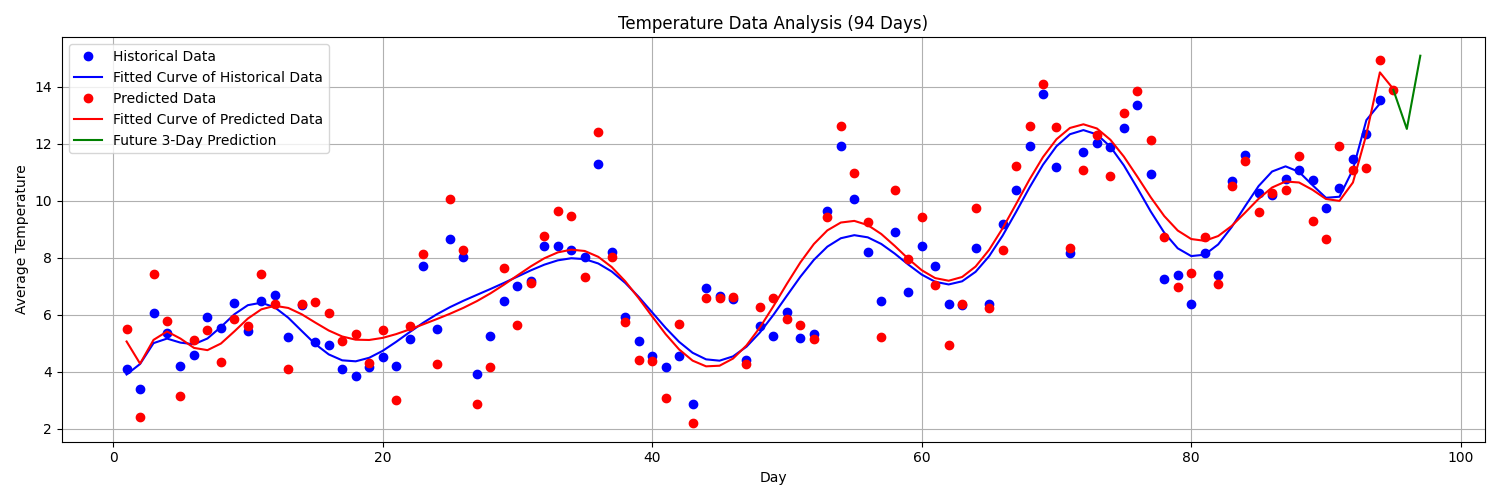 Temperature Data Analysis (94 Days)
Historical Data
Fitted Curve of Historical Data
Predicted Data
Fitted Curve of Predicted Data
Future 3-Day Prediction
Average Temperature
14
12
10
8
6
4
2
0 20 40 60 80 100
Day